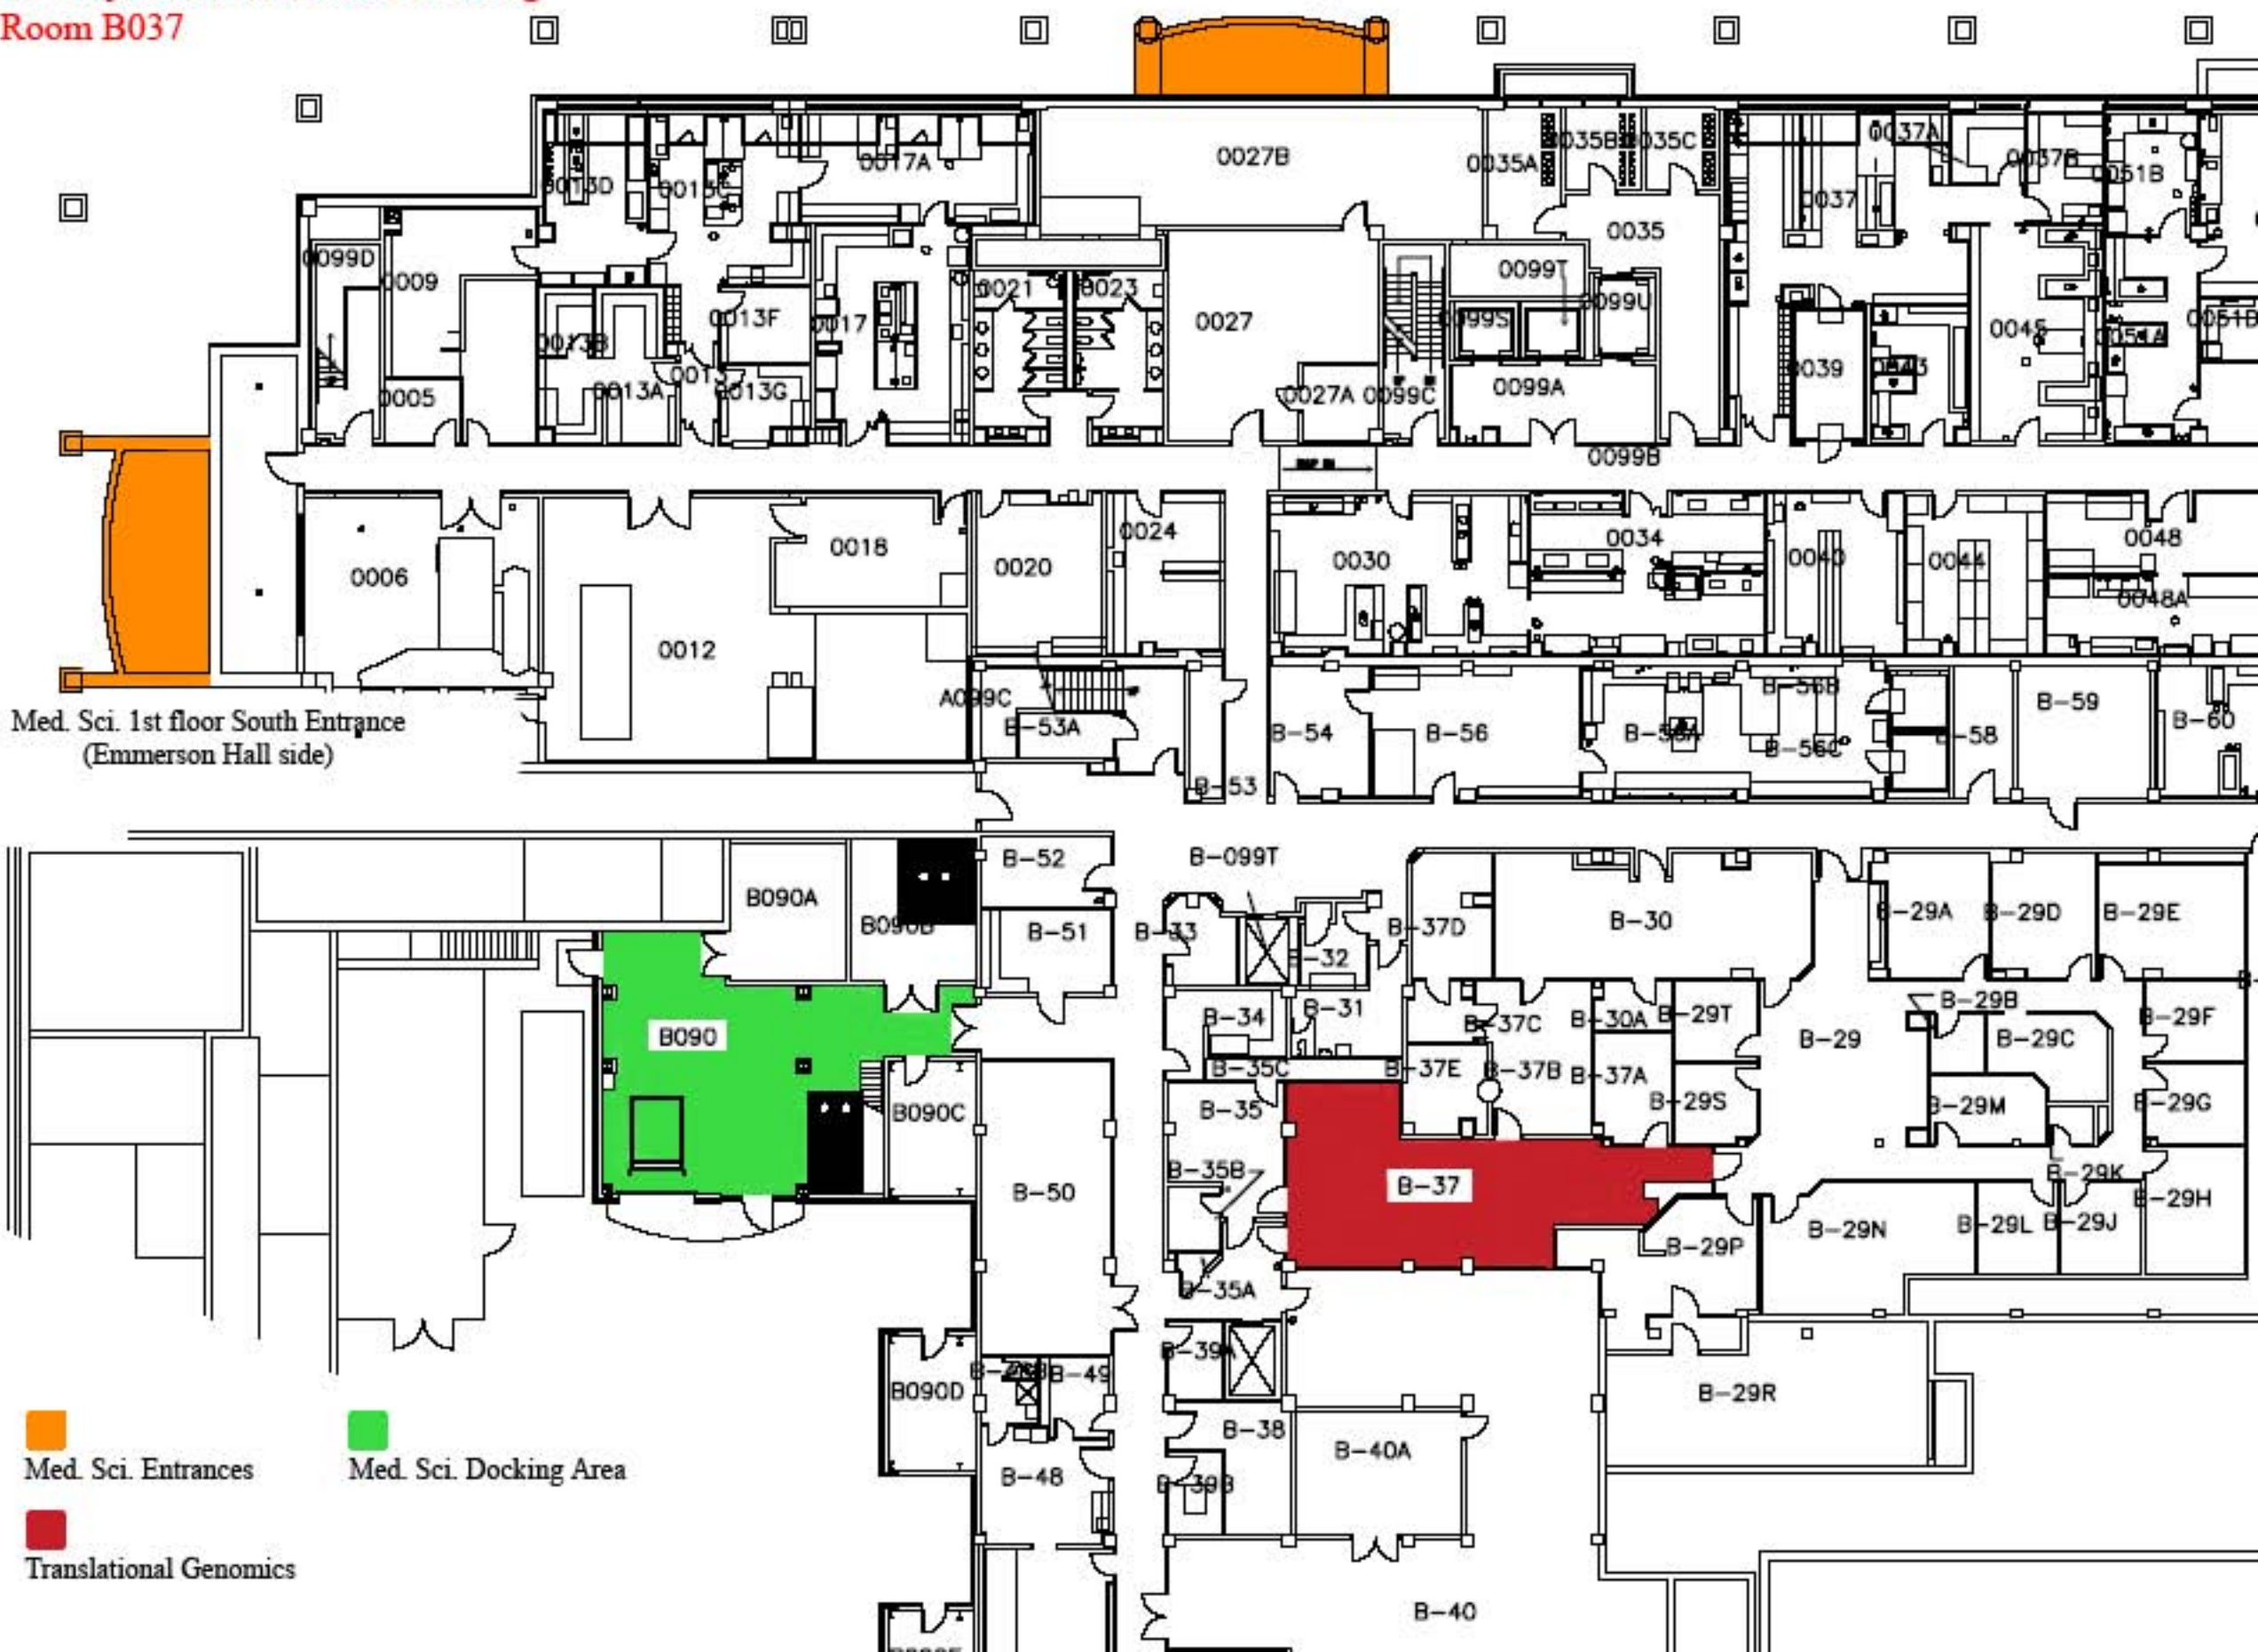 Room B037
0027B
0035A
0035B
0035C
0037A
0037B
0051B
0017A
0013D
0013C
0037
0035
0099D
0009
0099T
0021
0023
0099U
0013F
0017
0027
0099S
0045
0051A
0051D
0013B
0013A
0013
0013G
0005
0027A
0099C
0099A
0039
0043
0099B
0006
0018
0020
0024
0030
0034
0040
0044
0048
0048A
0012
A099C
B-53A
B-54
B-56
B-56A
B-56B
B-56C
B-58
B-59
B-60
Med. Sci. 1st floor South Entrance
(Emmerson Hall side)
B-53
B-52
B-099T
B090A
B090B
B-51
B-33
B-32
B-37D
B-30
B-29A
B-29D
B-29E
B090
B-34
B-31
B-37C
B-30A
B-29T
B-29
B-29B
B-29C
B-29F
B-35C
B-37E
B-37B
B-37A
B-29S
B-29M
B-29G
B090C
B-35
B-35B
B-50
B-37
B-29K
B-29H
B-29P
B-29N
B-29L
B-29J
B-35A
B-39A
B-49
B090D
B-29R
B-38
B-40A
B-48
B-39B
B-40
Med. Sci. Entrances
Med. Sci. Docking Area
Translational Genomics